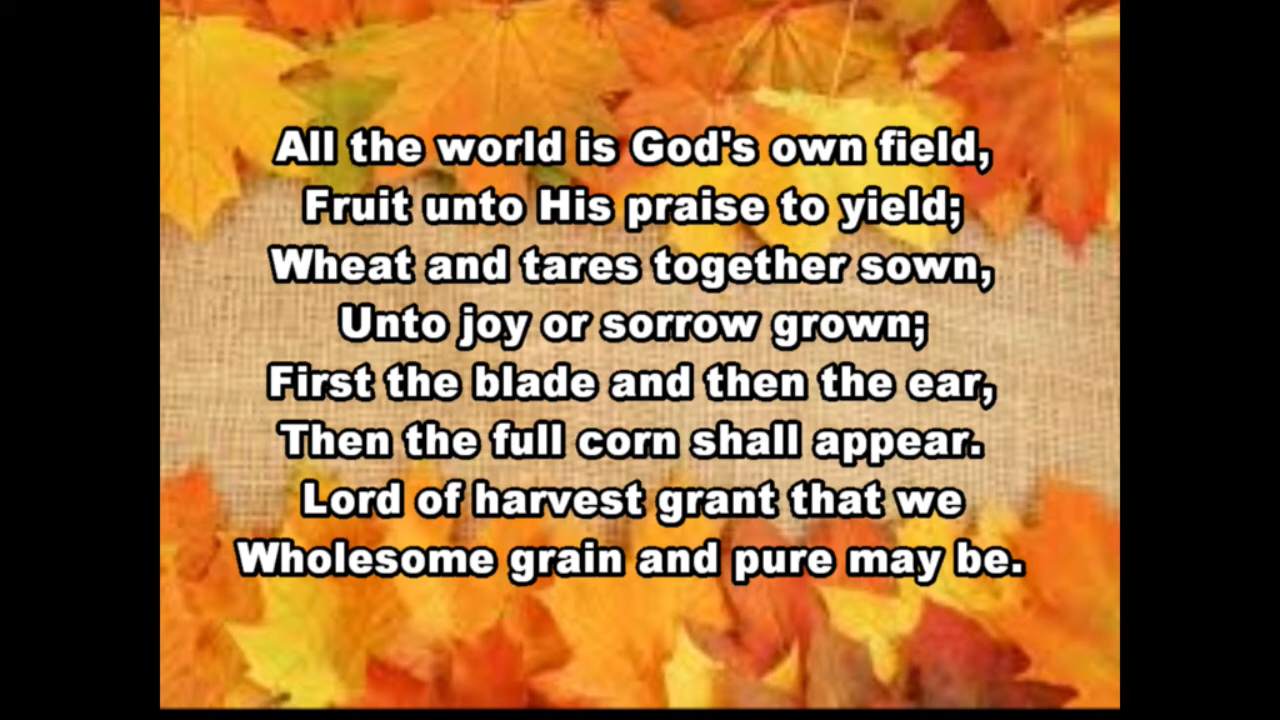 All the world is God's own field,
Fruit unto His praise to yield;
Wheat and tares together sown,
Unto joy or sorrow grown;
First the blade and then the ear,
Then the full corn shall appear.
Lord of harvest grant that we
Wholesome grain and pure may be.